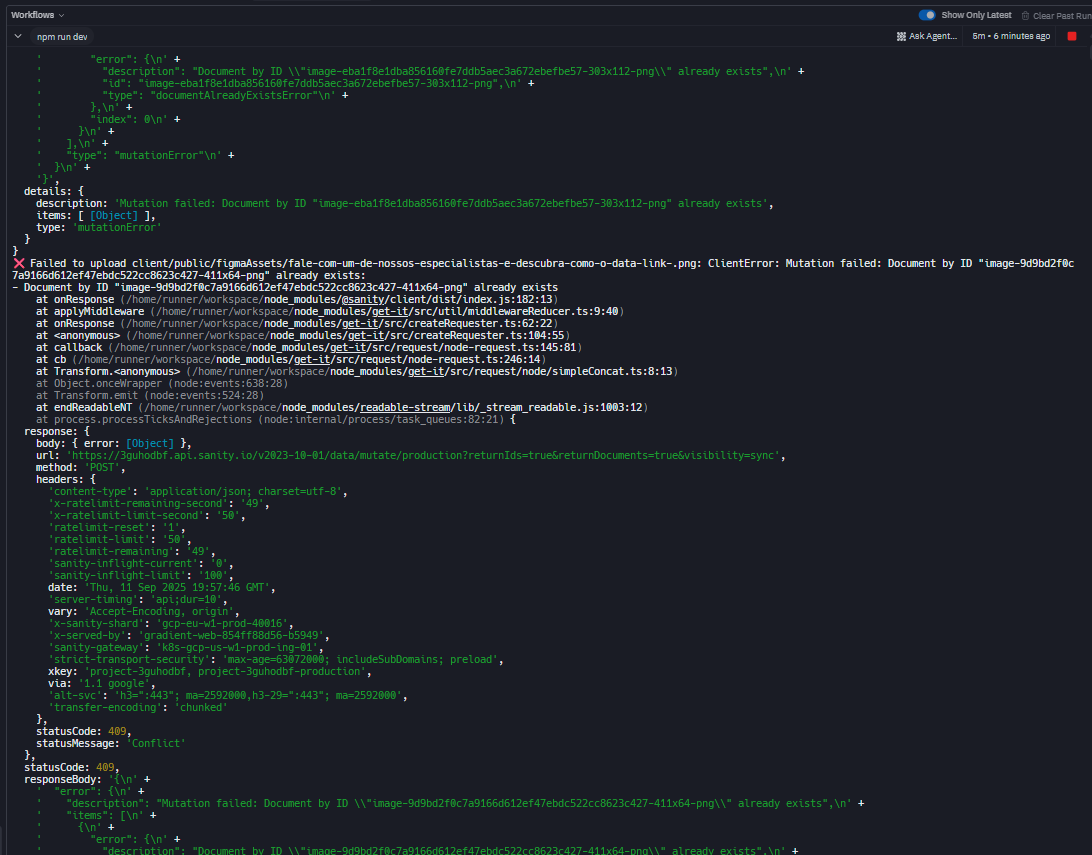 Workflows
Show Only Latest
Clear Past Run
npm run dev
Ask Agent...
5m • 6 minutes ago
' "error": {\n' +
' "description": "Document by ID \\"image-eba1f8e1dba856160fe7ddb5aec3a672ebefbe57-303x112-png\\" already exists",\n' +
' "id": "image-eba1f8e1dba856160fe7ddb5aec3a672ebefbe57-303x112-png",\n' +
' "type": "documentAlreadyExistsError"\n' +
' },\n' +
' "index": 0\n' +
' }\n' +
' ],\n' +
' "type": "mutationError"\n' +
' }\n' +
'}',
details: {
description: 'Mutation failed: Document by ID "image-eba1f8e1dba856160fe7ddb5aec3a672ebefbe57-303x112-png" already exists',
items: [ [Object] ],
type: 'mutationError'
}
}
❌ Failed to upload client/public/figmaAssets/fale-com-um-de-nossos-especialistas-e-descubra-como-o-data-link-.png: ClientError: Mutation failed: Document by ID "image-9d9bd2f0c
7a9166d612ef47ebdc522cc8623c427-411x64-png" already exists:
- Document by ID "image-9d9bd2f0c7a9166d612ef47ebdc522cc8623c427-411x64-png" already exists
at onResponse (/home/runner/workspace/node_modules/@sanity/client/dist/index.js:182:13)
at applyMiddleware (/home/runner/workspace/node_modules/get-it/src/util/middlewareReducer.ts:9:40)
at onResponse (/home/runner/workspace/node_modules/get-it/src/createRequester.ts:62:22)
at <anonymous> (/home/runner/workspace/node_modules/get-it/src/createRequester.ts:104:55)
at callback (/home/runner/workspace/node_modules/get-it/src/request/node-request.ts:145:81)
at cb (/home/runner/workspace/node_modules/get-it/src/request/node-request.ts:246:14)
at Transform.<anonymous> (/home/runner/workspace/node_modules/get-it/src/request/node/simpleConcat.ts:8:13)
at Object.onceWrapper (node:events:638:28)
at Transform.emit (node:events:524:28)
at endReadableNT (/home/runner/workspace/node_modules/readable-stream/lib/_stream_readable.js:1003:12)
at process.processTicksAndRejections (node:internal/process/task_queues:82:21) {
response: {
body: { error: [Object] },
url: 'https://3guhodbf.api.sanity.io/v2023-10-01/data/mutate/production?returnIds=true&returnDocuments=true&visibility=sync',
method: 'POST',
headers: {
'content-type': 'application/json; charset=utf-8',
'x-ratelimit-remaining-second': '49',
'x-ratelimit-limit-second': '50',
'ratelimit-reset': '1',
'ratelimit-limit': '50',
'ratelimit-remaining': '49',
'sanity-inflight-current': '0',
'sanity-inflight-limit': '100',
date: 'Thu, 11 Sep 2025 19:57:46 GMT',
'server-timing': 'api;dur=10',
vary: 'Accept-Encoding, origin',
'x-sanity-shard': 'gcp-eu-w1-prod-40016',
'x-served-by': 'gradient-web-854ff88d56-b5949',
'sanity-gateway': 'k8s-gcp-us-w1-prod-ing-01',
'strict-transport-security': 'max-age=63072000; includeSubDomains; preload',
xkey: 'project-3guhodbf, project-3guhodbf-production',
via: '1.1 google',
'alt-svc': 'h3=":443"; ma=2592000,h3-29=":443"; ma=2592000',
'transfer-encoding': 'chunked'
},
statusCode: 409,
statusMessage: 'Conflict'
},
statusCode: 409,
responseBody: '{\n' +
' "error": {\n' +
' "description": "Mutation failed: Document by ID \\"image-9d9bd2f0c7a9166d612ef47ebdc522cc8623c427-411x64-png\\" already exists",\n' +
' "items": [\n' +
' {\n' +
' "error": {\n' +
' "description": "Document by ID \\"image-9d9bd2f0c7a9166d612ef47ebdc522cc8623c427-411x64-png\\" already exists",\n' +